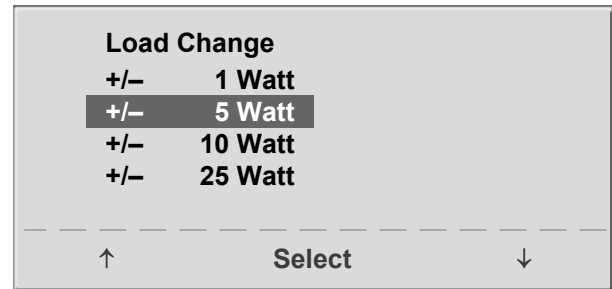 Load Change
+/– 1 Watt
+/– 5 Watt
+/– 10 Watt
+/– 25 Watt
↑ Select ↓